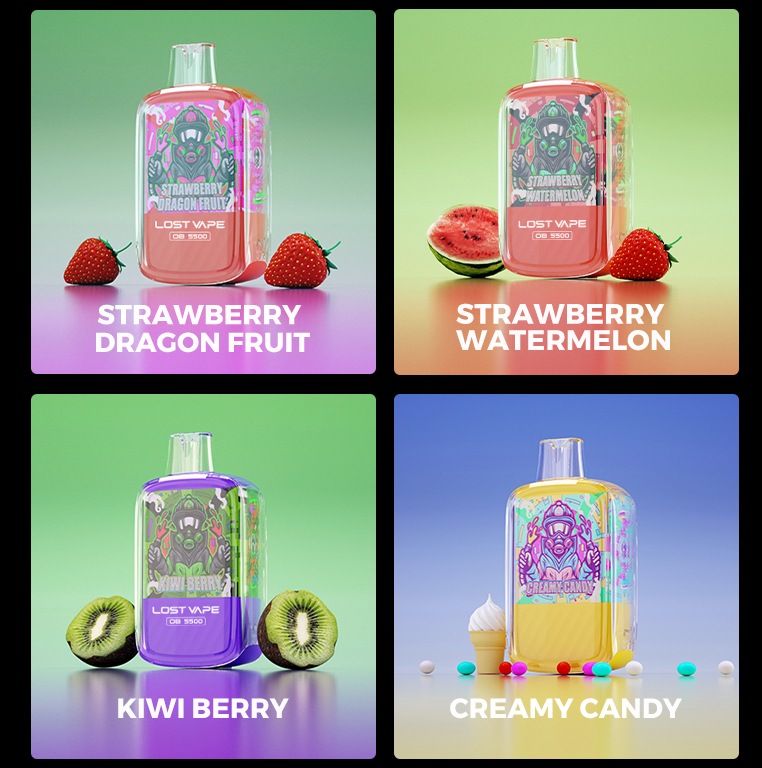 STRAWBERRY
DRAGON FRUIT
LOST VAPE
OB 5500
STRAWBERRY
DRAGON FRUIT
STRAWBERRY
WATERMELON
LOST VAPE
OB 5500
STRAWBERRY
WATERMELON
KIWI BERRY
LOST VAPE
OB 5500
KIWI BERRY
CREAMY CANDY
CREAMY CANDY